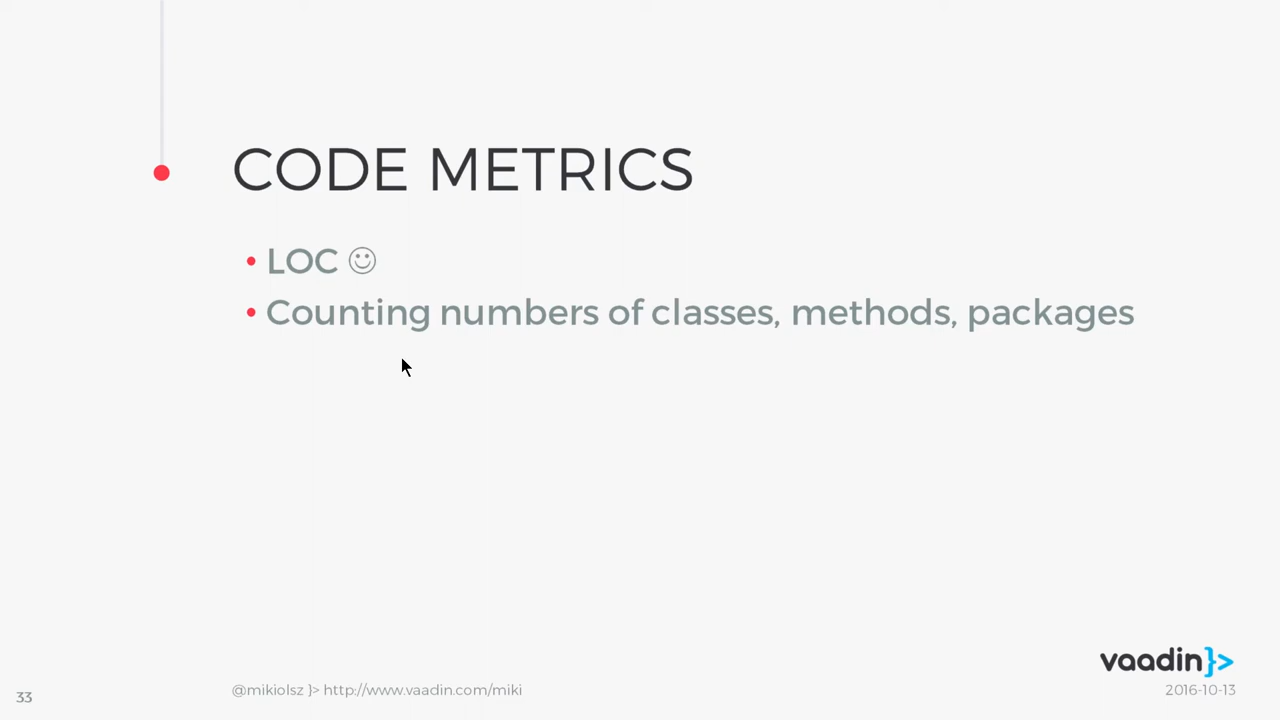 CODE METRICS
• LOC ☺
• Counting numbers of classes, methods, packages
vaadin}>
33
@mikiolsz }> http://www.vaadin.com/miki
2016-10-13